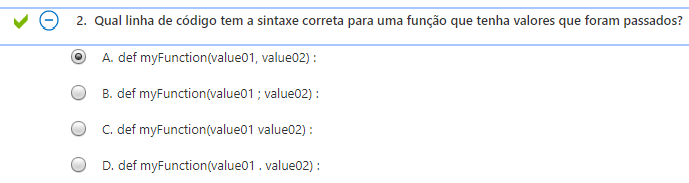 2. Qual linha de código tem a sintaxe correta para uma função que tenha valores que foram passados?
A. def myFunction(value01, value02) :
B. def myFunction(value01 ; value02) :
C. def myFunction(value01 value02) :
D. def myFunction(value01 . value02) :